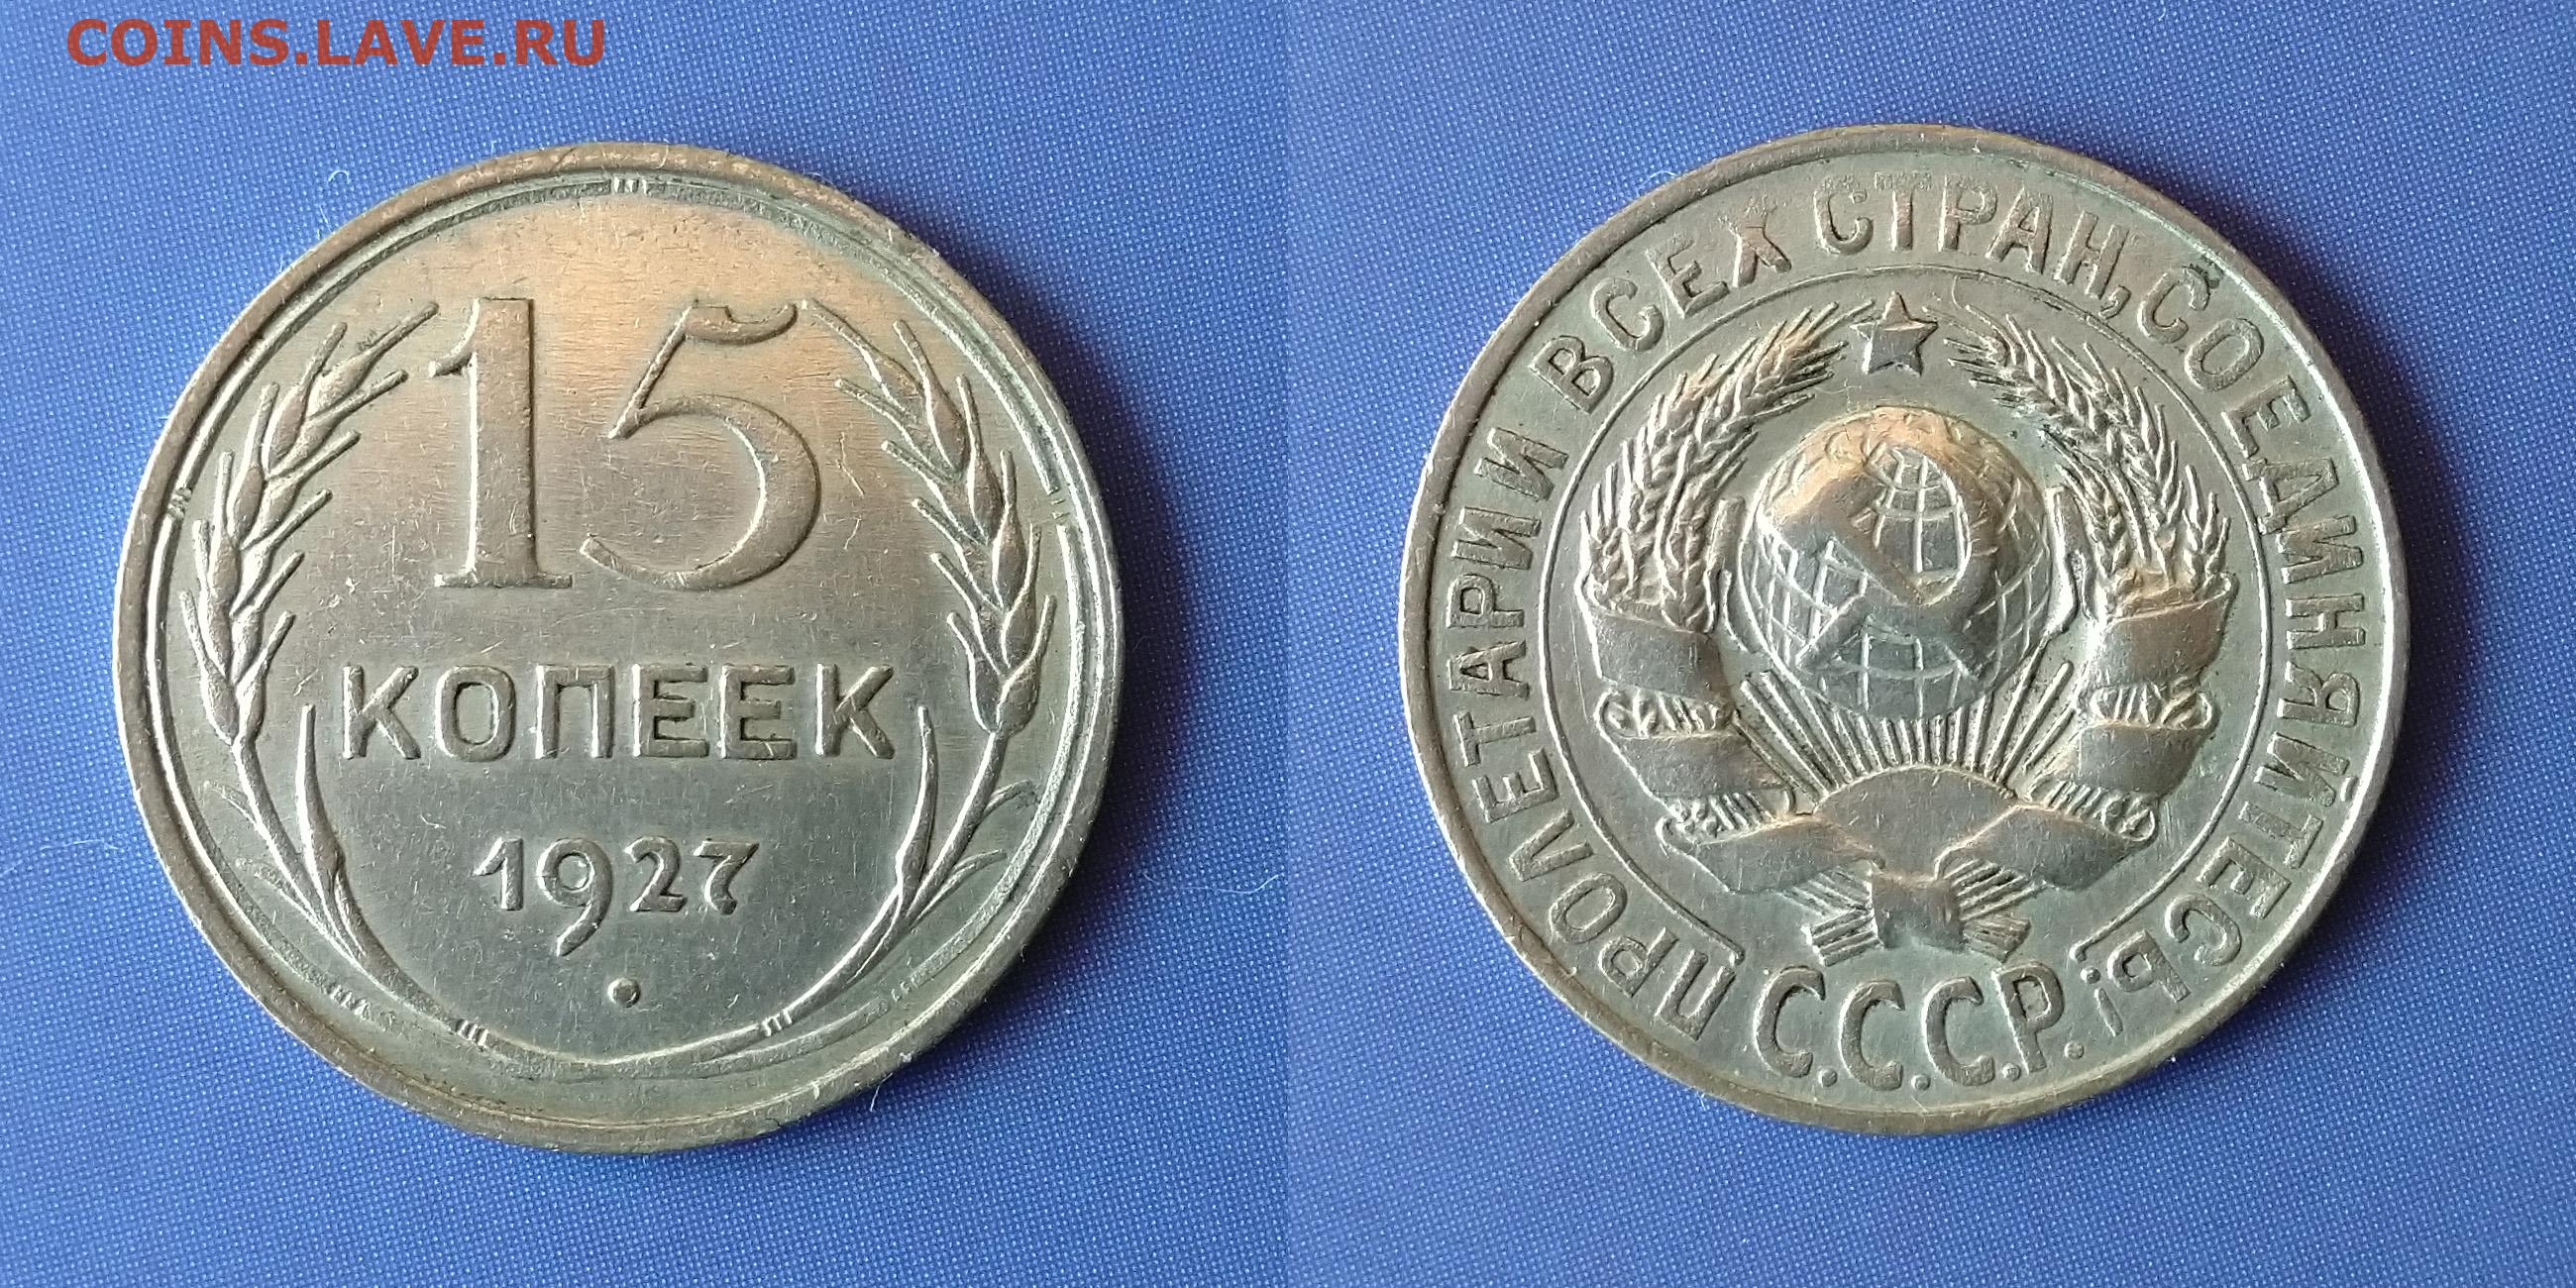 COINS.LAVE.RU
15
КОПЕЕК
1927
ПРОЛЕТАРИИ ВСЕХ СТРАН, СОЕДИНЯЙТЕСЬ!
С.С.С.Р.